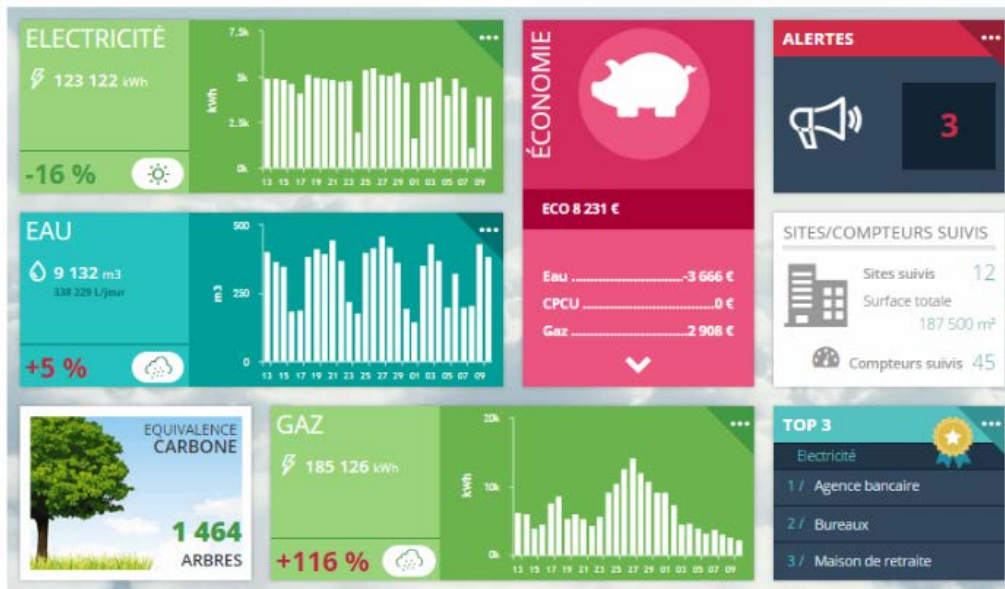 ELECTRICITÉ
123 122 kWh
-16 %
kWh
7.5k
5k
2.5k
0k
13 15 17 19 21 23 25 27 29 01 03 05 07 09
ÉCONOMIE
ECO 8 231 €
Eau ........................-3 666 €
CPCU ..............................0 €
Gaz ..........................2 908 €
ALERTES
3
EAU
9 132 m3
338 229 L/jour
+5 %
m3
500
250
0
13 15 17 19 21 23 25 27 29 01 03 05 07 09
SITES/COMPTEURS SUIVIS
Sites suivis 12
Surface totale
187 500 m²
Compteurs suivis 45
EQUIVALENCE
CARBONE
1 464
ARBRES
GAZ
185 126 kWh
+116 %
kWh
20k
10k
0k
13 15 17 19 21 23 25 27 29 01 03 05 07 09
TOP 3
Electricité
1 / Agence bancaire
2 / Bureaux
3 / Maison de retraite